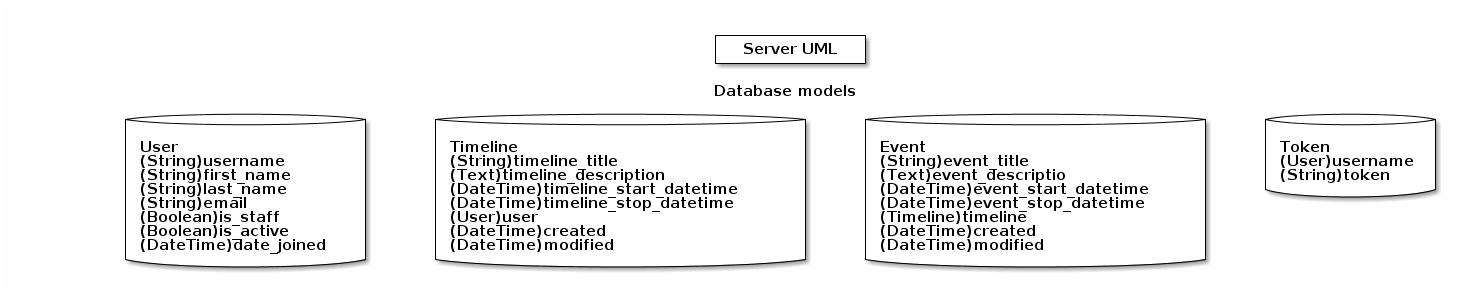 Server UML
Database models
User
(String)username
(String)first_name
(String)last_name
(String)email
(Boolean)is_staff
(Boolean)is_active
(DateTime)date_joined
Timeline
(String)timeline_title
(Text)timeline_description
(DateTime)timeline_start_datetime
(DateTime)timeline_stop_datetime
(User)user
(DateTime)created
(DateTime)modified
Event
(String)event_title
(Text)event_descriptio
(DateTime)event_start_datetime
(DateTime)event_stop_datetime
(Timeline)timeline
(DateTime)created
(DateTime)modified
Token
(User)username
(String)token